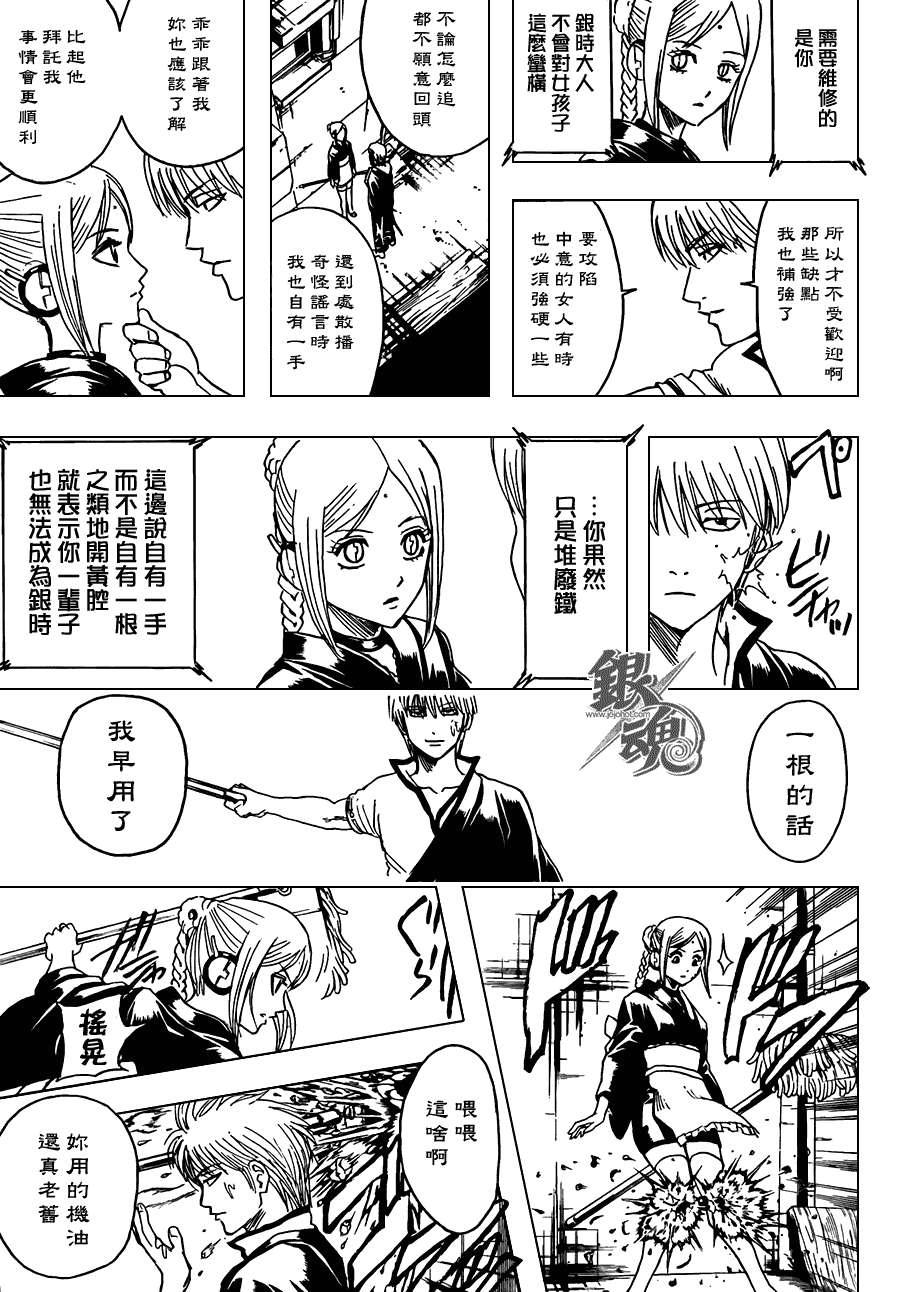 需要維修的
是你
銀時大人
不會對女孩子
這麼蠻橫
所以才不受歡迎啊
那些缺點
我也補強了
要攻陷
中意的女人有時
也必須強硬一些
不論怎麼追
都不願意回頭
還到處散播
奇怪謠言時
我也自有一手
乖乖跟著我
妳也應該了解
比起他
拜託我
事情會更
順利
ペ
ビチャッ
…你果然
只是堆廢鐵
這邊說自有一手
而不是自有一根
之類地開黃腔
就表示你一輩子
也無法成為銀時
銀魂
www.jojohot.com
一根的話
我早用了
搖晃
喂喂
這啥啊
妳用的機油
還真老舊